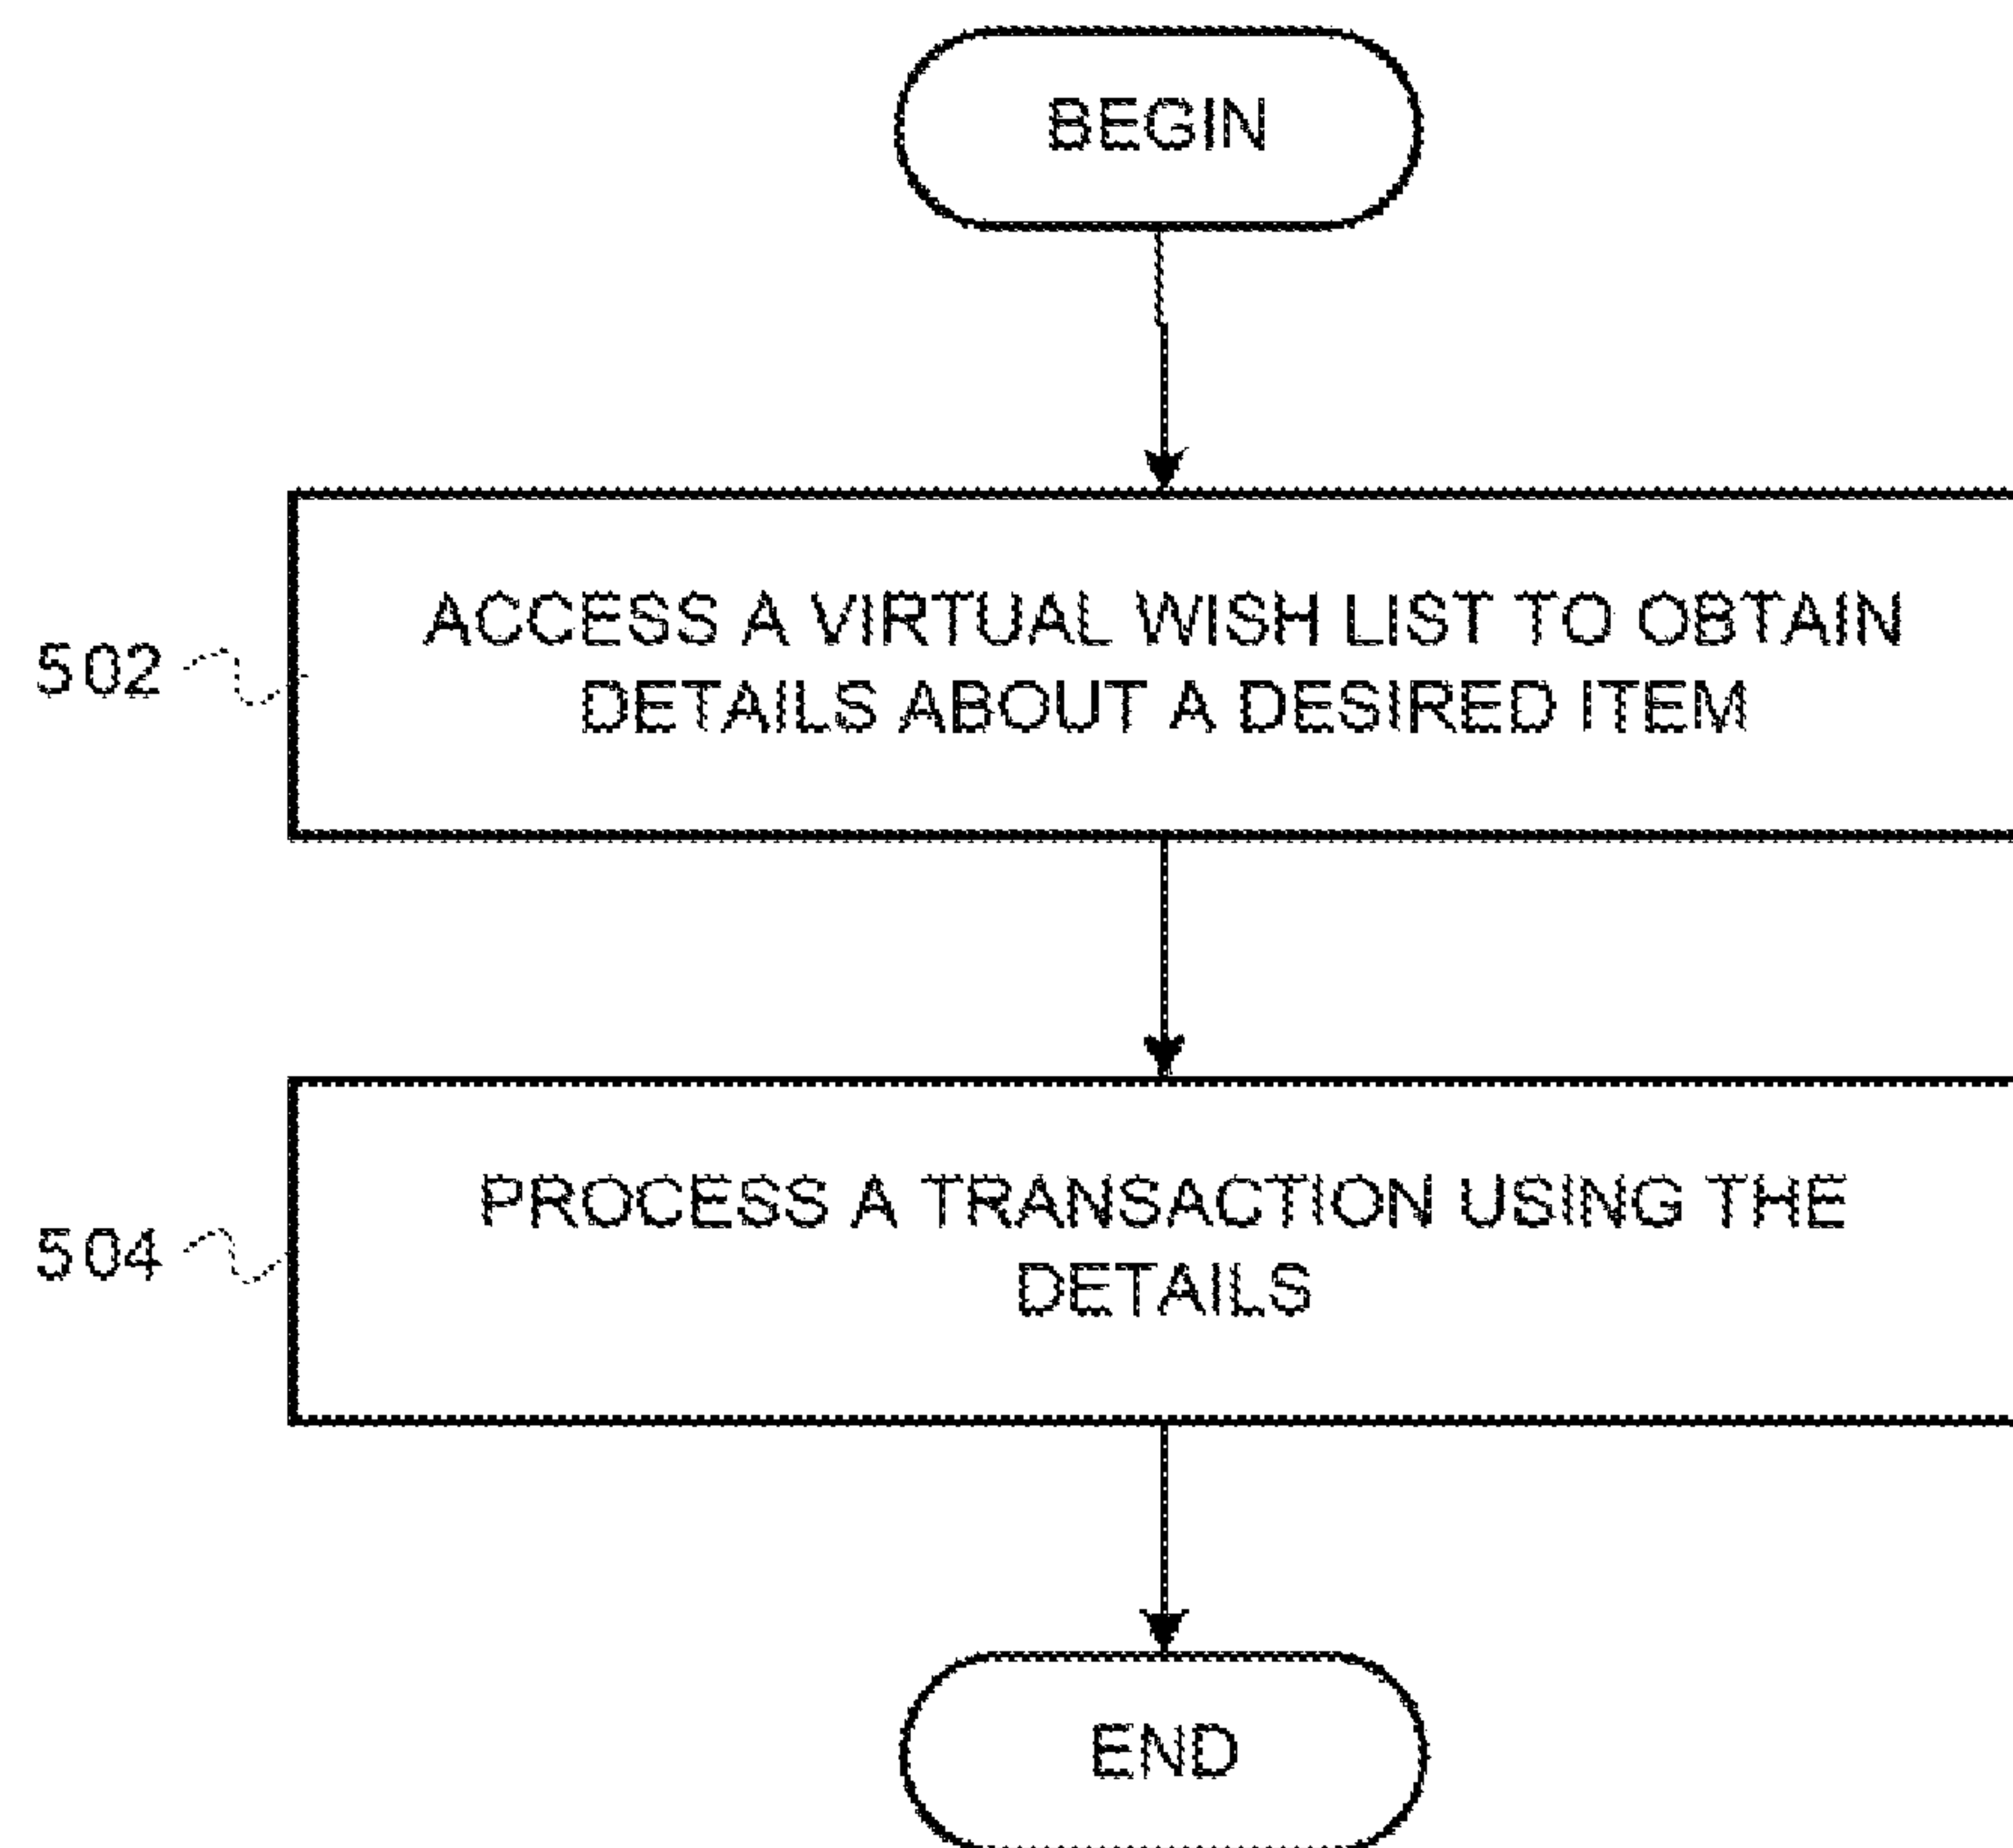 BEGIN
502
ACCESS A VIRTUAL WISH LIST TO OBTAIN
DETAILS ABOUT A DESIRED ITEM
504
PROCESS A TRANSACTION USING THE
DETAILS
END